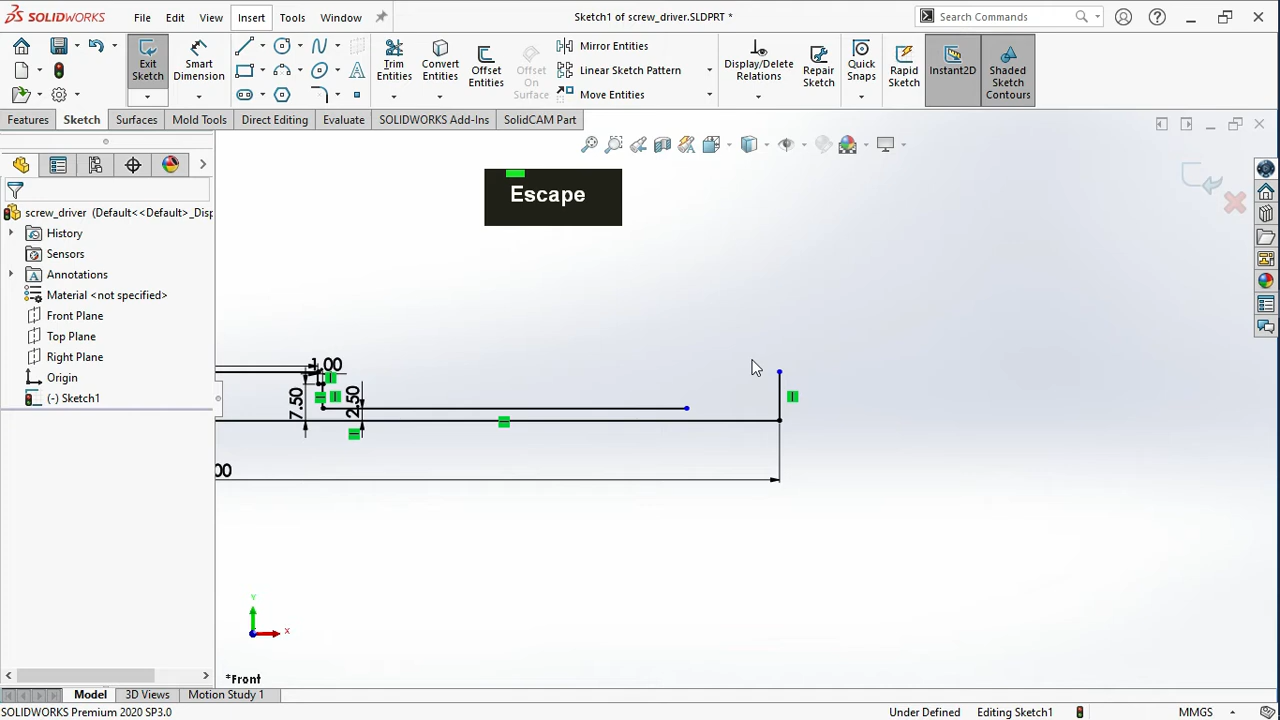 SOLIDWORKS
File
Edit
View
Insert
Tools
Window
Sketch1 of screw_driver.SLDPRT *
Search Commands
Exit Sketch
Smart Dimension
Trim Entities
Convert Entities
Offset Entities
Offset On Surface
Mirror Entities
Linear Sketch Pattern
Move Entities
Display/Delete Relations
Repair Sketch
Quick Snaps
Rapid Sketch
Instant2D
Shaded Sketch Contours
Features
Sketch
Surfaces
Mold Tools
Direct Editing
Evaluate
SOLIDWORKS Add-Ins
SolidCAM Part
Escape
screw_driver (Default<<Default>_Disp
History
Sensors
Annotations
Material <not specified>
Front Plane
Top Plane
Right Plane
Origin
(-) Sketch1
1.00
7.50
2.50
00
Y
X
*Front
Model
3D Views
Motion Study 1
SOLIDWORKS Premium 2020 SP3.0
Under Defined
Editing Sketch1
MMGS